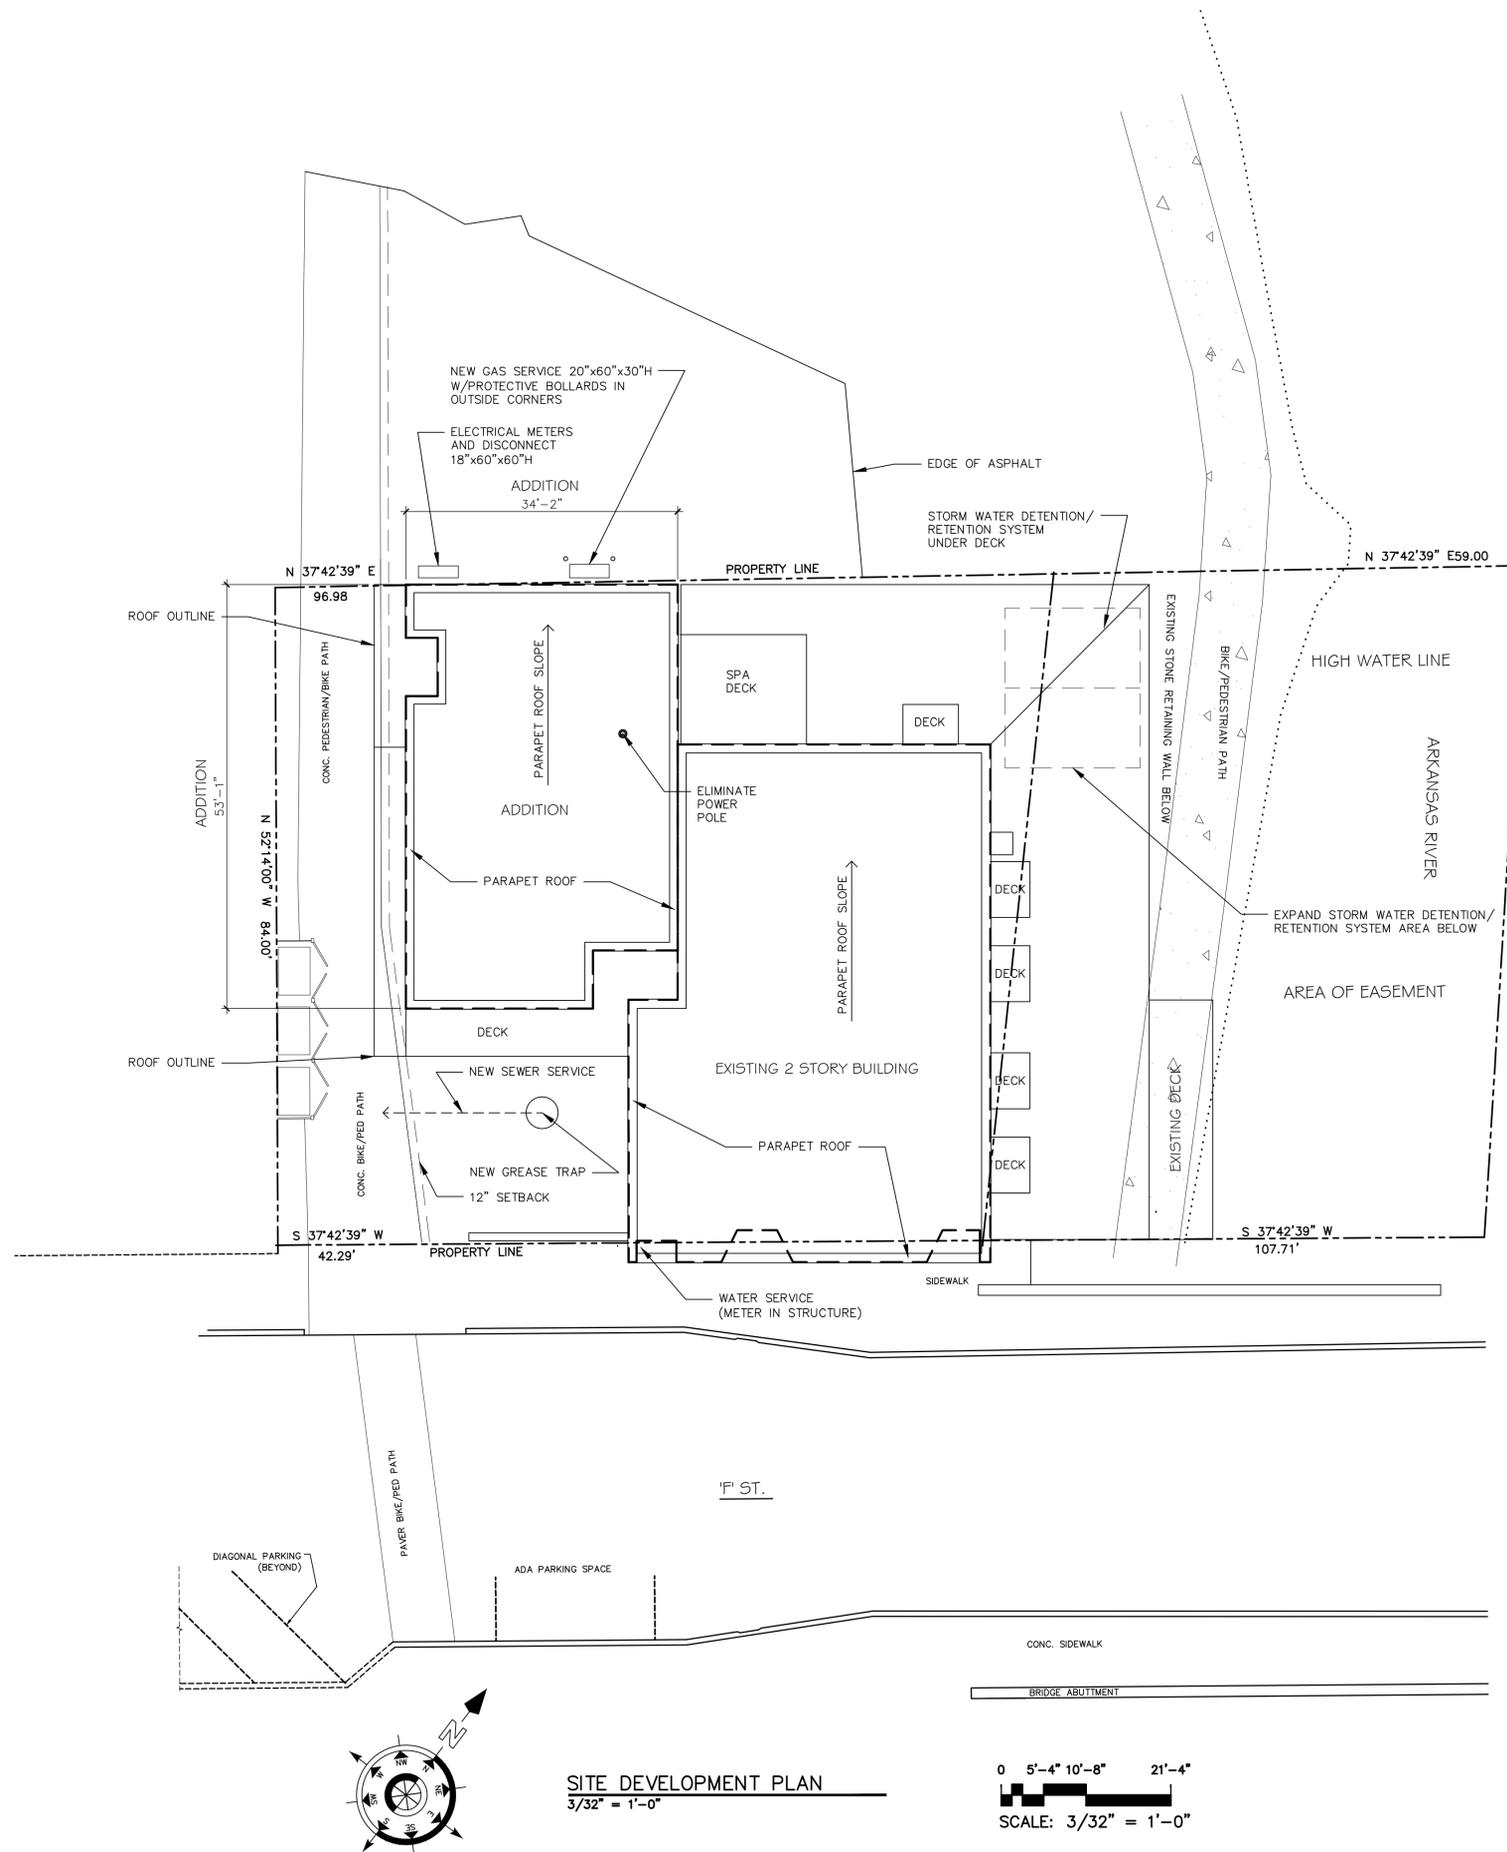 NEW GAS SERVICE 20"x60"x30"H
W/PROTECTIVE BOLLARDS IN
OUTSIDE CORNERS
ELECTRICAL METERS
AND DISCONNECT
18"x60"x60"H
EDGE OF ASPHALT
ADDITION
34'-2"
STORM WATER DETENTION/
RETENTION SYSTEM
UNDER DECK
N 37°42'39" E59.00
PROPERTY LINE
N 37°42'39" E
96.98
ROOF OUTLINE
CONC. PEDESTRIAN/BIKE PATH
PARAPET ROOF SLOPE
SPA
DECK
DECK
EXISTING STONE RETAINING WALL BELOW
BIKE/PEDESTRIAN PATH
HIGH WATER LINE
ARKANSAS RIVER
ADDITION
53'-1"
N 52°14'00" W 84.00'
ELIMINATE
POWER
POLE
ADDITION
PARAPET ROOF
PARAPET ROOF SLOPE
DECK
EXPAND STORM WATER DETENTION/
RETENTION SYSTEM AREA BELOW
DECK
AREA OF EASEMENT
DECK
ROOF OUTLINE
NEW SEWER SERVICE
EXISTING 2 STORY BUILDING
DECK
EXISTING DECK
CONC. BIKE/PED PATH
PARAPET ROOF
DECK
NEW GREASE TRAP
12" SETBACK
S 37°42'39" W
42.29'
PROPERTY LINE
S 37°42'39" W
107.71'
SIDEWALK
WATER SERVICE
(METER IN STRUCTURE)
'F' ST.
PAVER BIKE/PED PATH
DIAGONAL PARKING
(BEYOND)
ADA PARKING SPACE
CONC. SIDEWALK
BRIDGE ABUTTMENT
N
NW
N
NE
E
SE
S
SW
W
SITE DEVELOPMENT PLAN
3/32" = 1'-0"
0 5'-4" 10'-8" 21'-4"
SCALE: 3/32" = 1'-0"